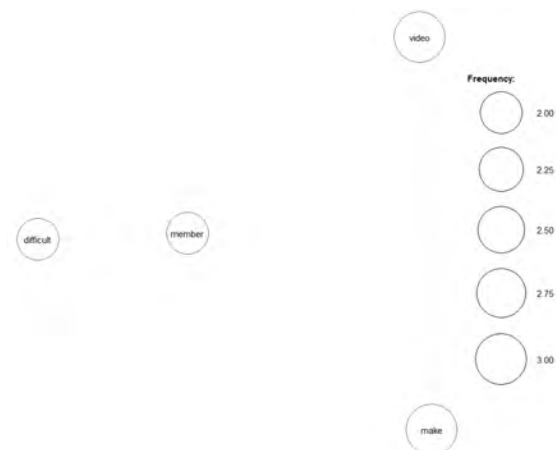 video
Frequency:
2.00
2.25
difficult
member
2.50
2.75
3.00
make